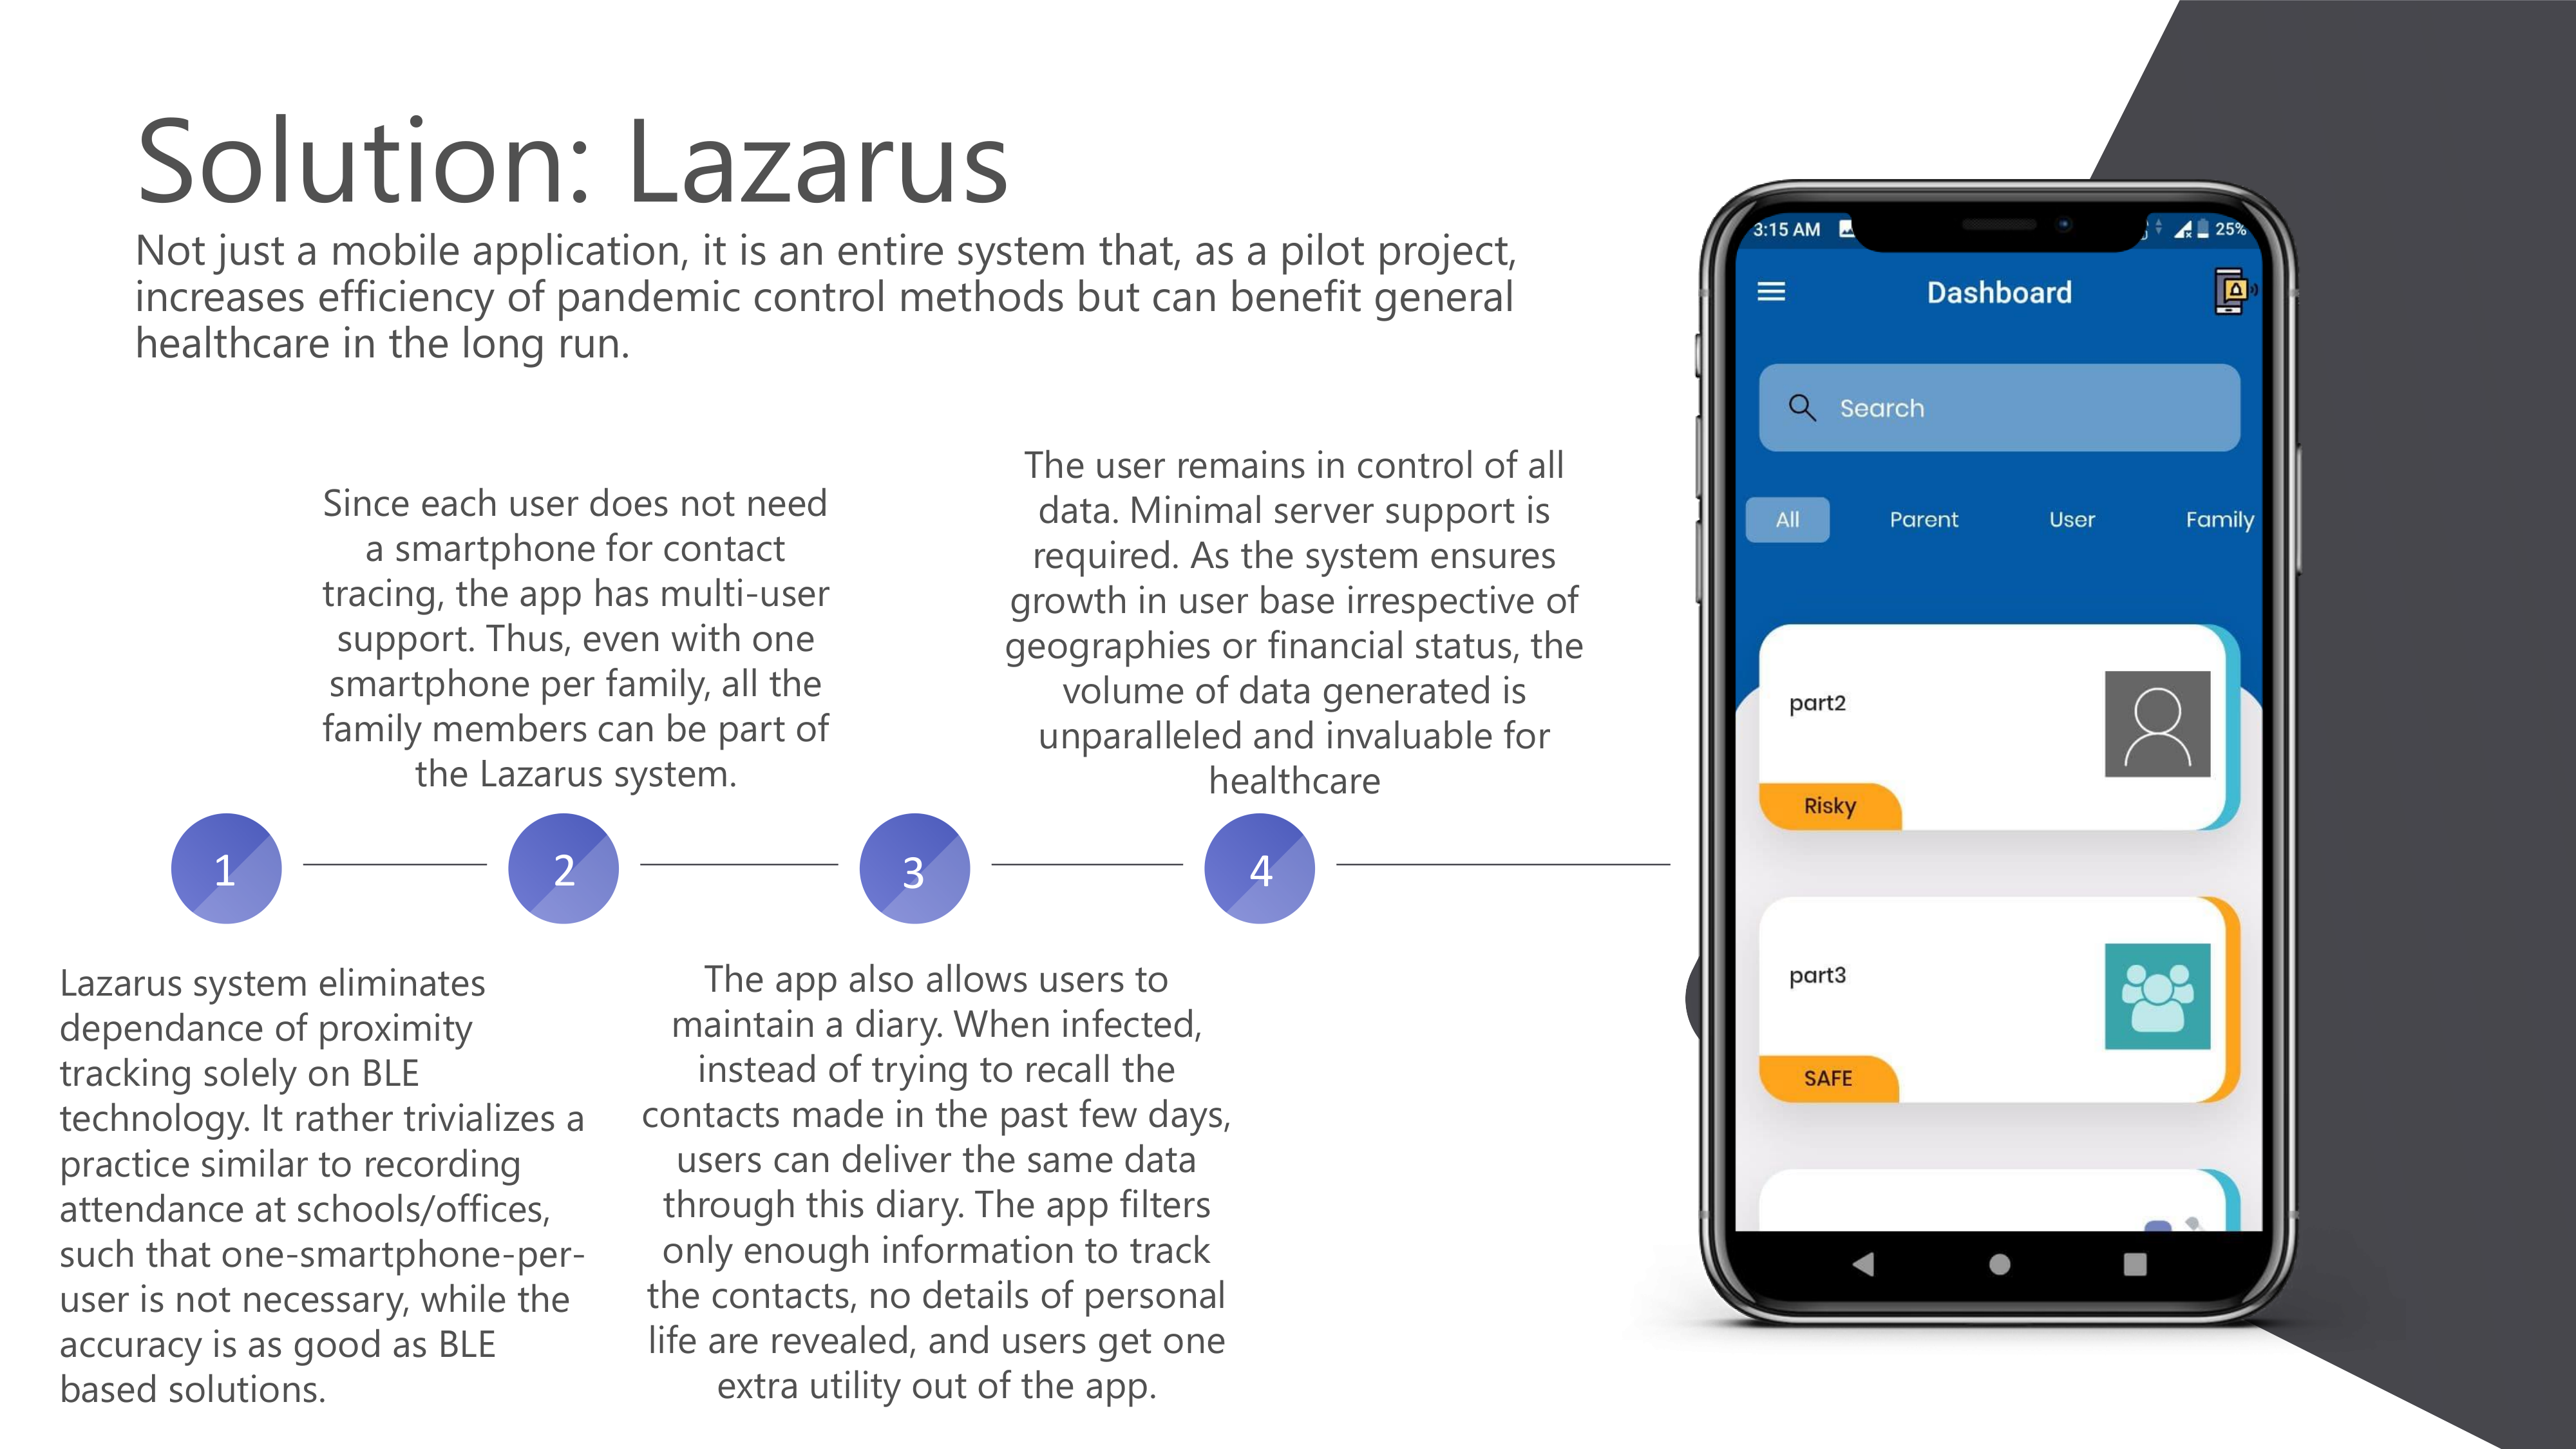 Solution: Lazarus
Not just a mobile application, it is an entire system that, as a pilot project,
increases efficiency of pandemic control methods but can benefit general
healthcare in the long run.
Since each user does not need
a smartphone for contact
tracing, the app has multi-user
support. Thus, even with one
smartphone per family, all the
family members can be part of
the Lazarus system.
The user remains in control of all
data. Minimal server support is
required. As the system ensures
growth in user base irrespective of
geographies or financial status, the
volume of data generated is
unparalleled and invaluable for
healthcare
1
2
3
4
Lazarus system eliminates
dependance of proximity
tracking solely on BLE
technology. It rather trivializes a
practice similar to recording
attendance at schools/offices,
such that one-smartphone-per-
user is not necessary, while the
accuracy is as good as BLE
based solutions.
The app also allows users to
maintain a diary. When infected,
instead of trying to recall the
contacts made in the past few days,
users can deliver the same data
through this diary. The app filters
only enough information to track
the contacts, no details of personal
life are revealed, and users get one
extra utility out of the app.
3:15 AM
25%
Dashboard
Search
All
Parent
User
Family
part2
Risky
part3
SAFE